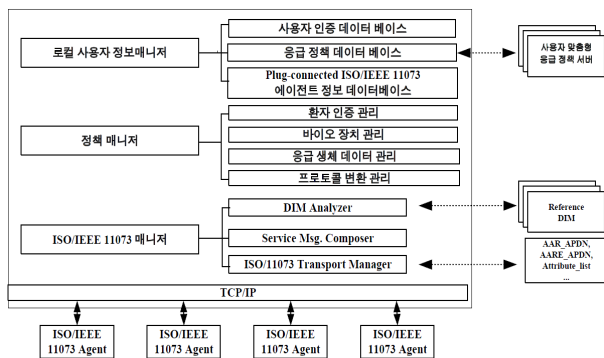 사용자 인증 데이터 베이스
로컬 사용자 정보매니저
응급 정책 데이터 베이스
Plug-connected ISO/IEEE 11073
에이전트 정보 데이터베이스
사용자 맞춤형
응급 정책 서버
환자 인증 관리
정책 매니저
바이오 장치 관리
응급 생체 데이터 관리
프로토콜 변환 관리
DIM Analyzer
ISO/IEEE 11073 매니저
Service Msg. Composer
ISO/11073 Transport Manager
Reference
DIM
AAR_APDN,
AARE_APDN,
Attribute_list
...
TCP/IP
ISO/IEEE
11073 Agent
ISO/IEEE
11073 Agent
ISO/IEEE
11073 Agent
ISO/IEEE
11073 Agent